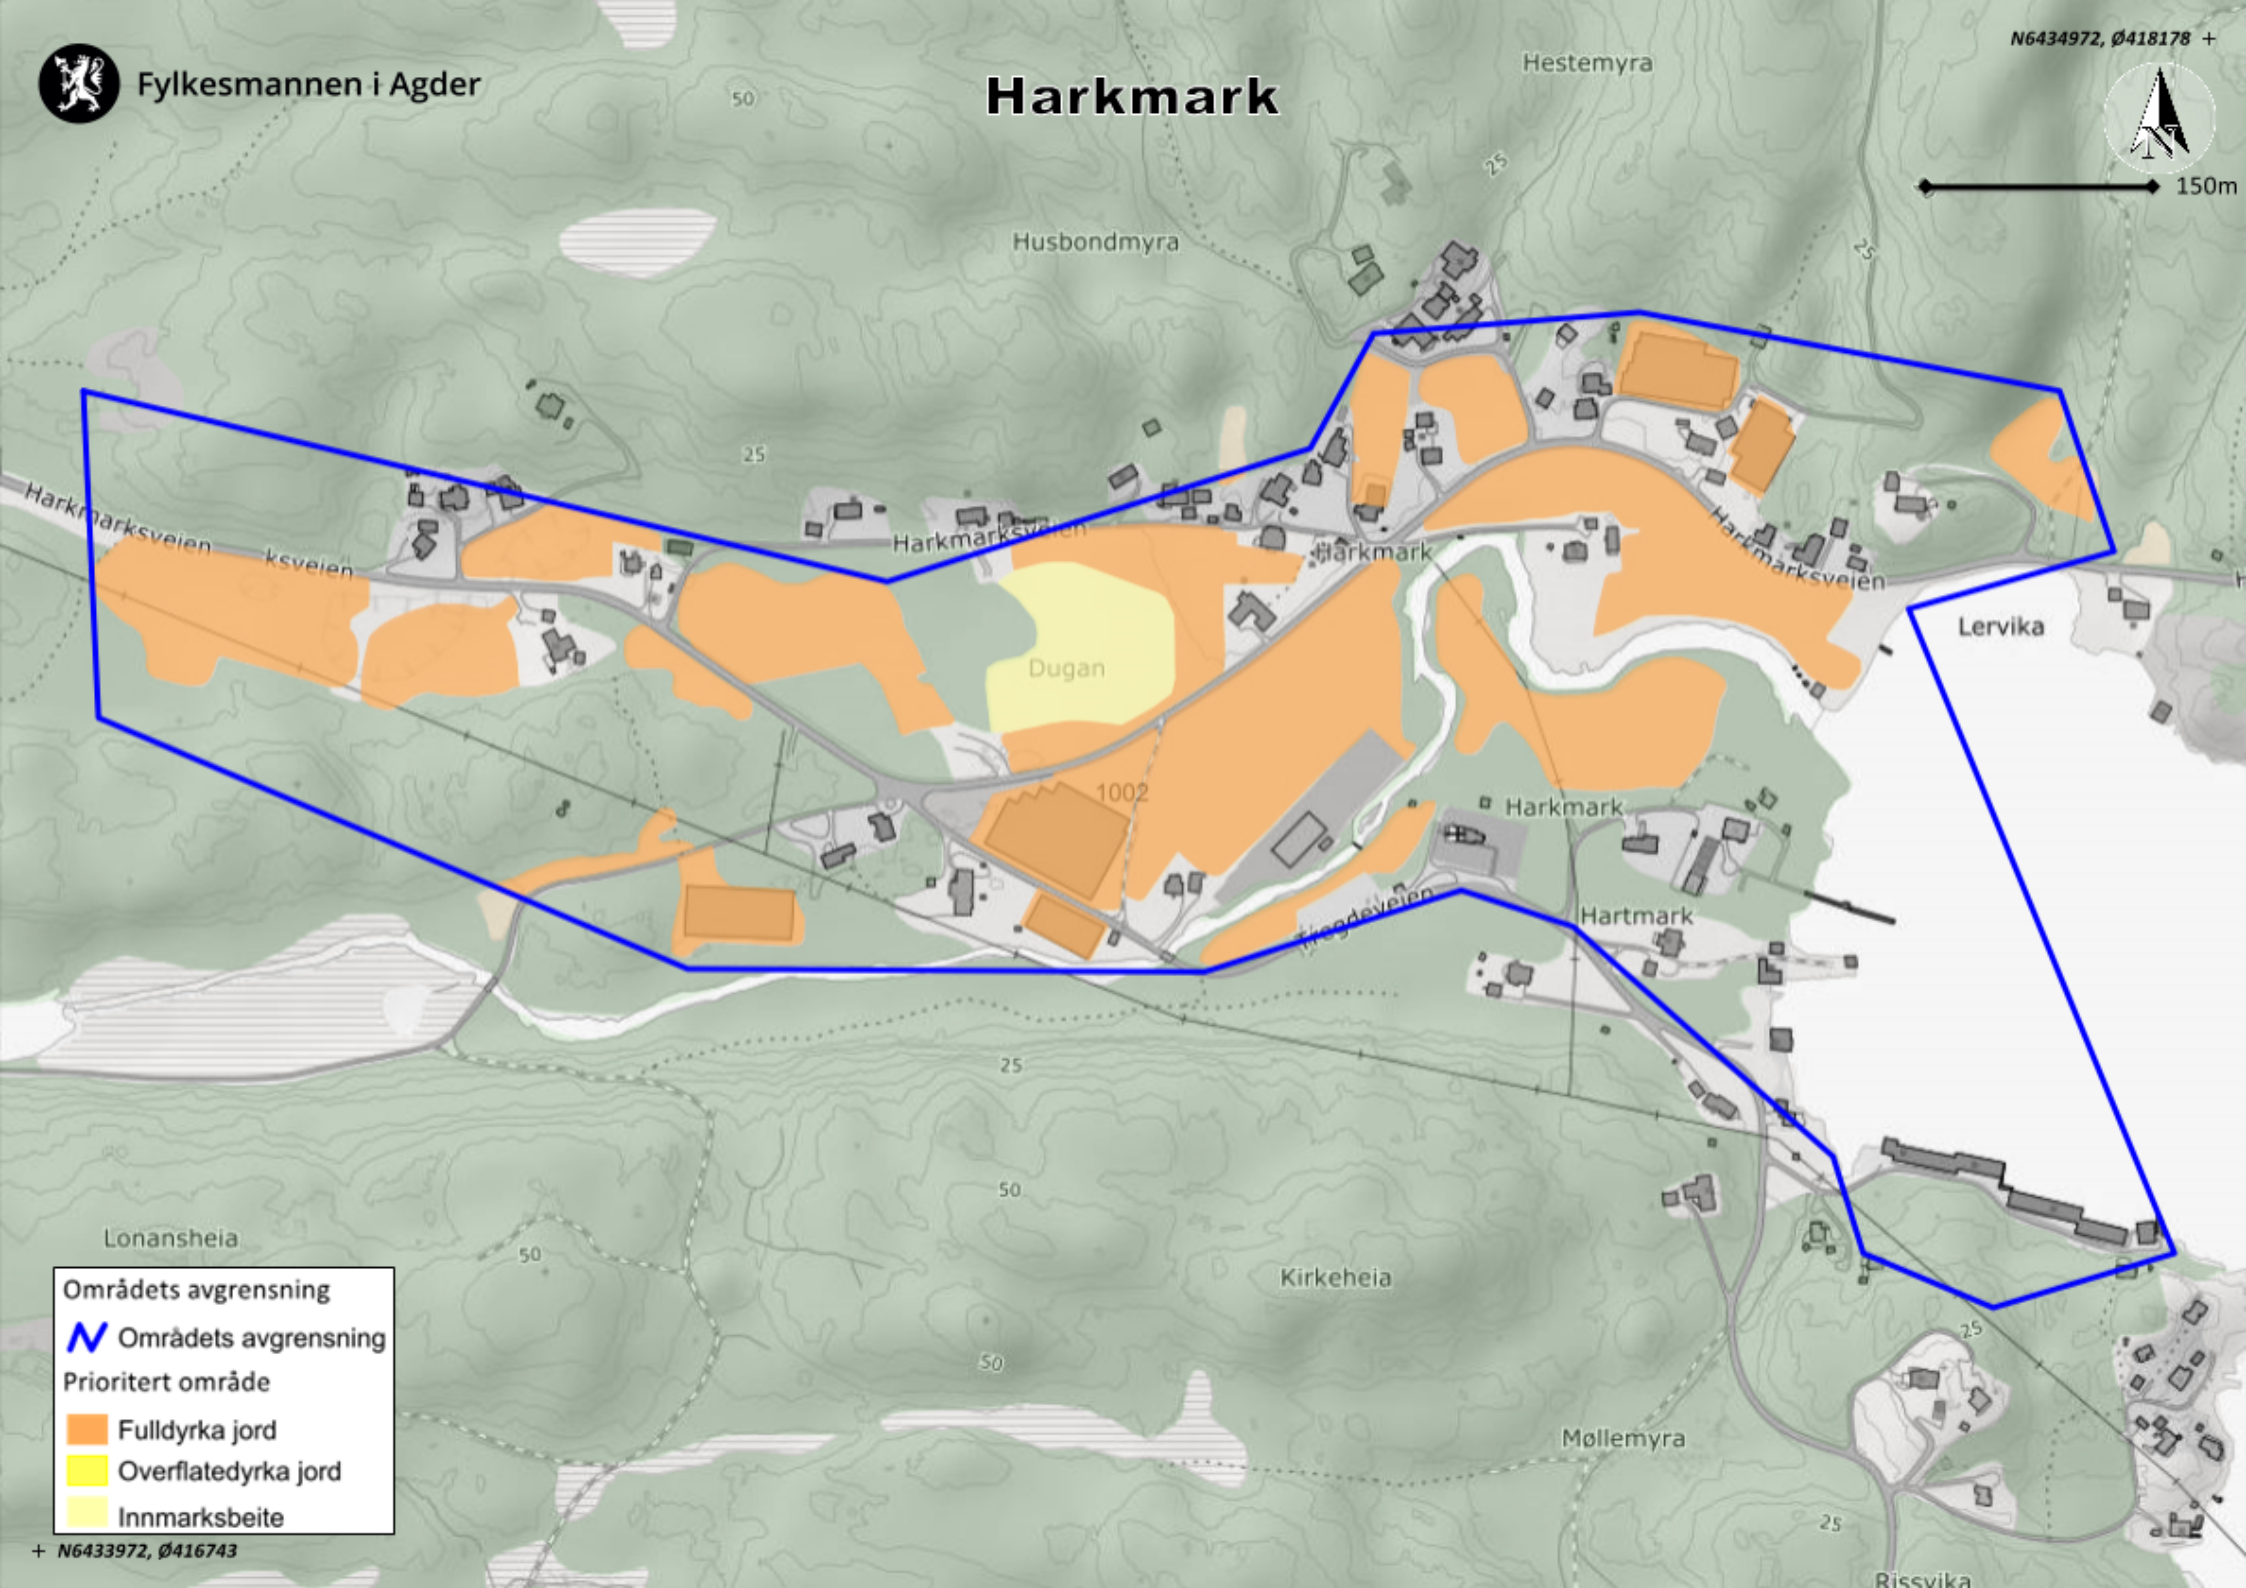 N6434972, Ø418178
Fylkesmannen i Agder
Harkmark
Hestemyra
50
25
150m
Husbondmyra
25
25
Harkmarksveien
ksveien
Harkmarksveien
Harkmark
Harkmarksveien
Lervika
Dugan
1002
Harkmark
Tregdeveien
Hartmark
25
50
Lonansheia
50
Kirkeheia
50
25
Møllemyra
25
Rissvika
Områdets avgrensning
Områdets avgrensning
Prioritert område
Fulldyrka jord
Overflatedyrka jord
Innmarksbeite
N6433972, Ø416743